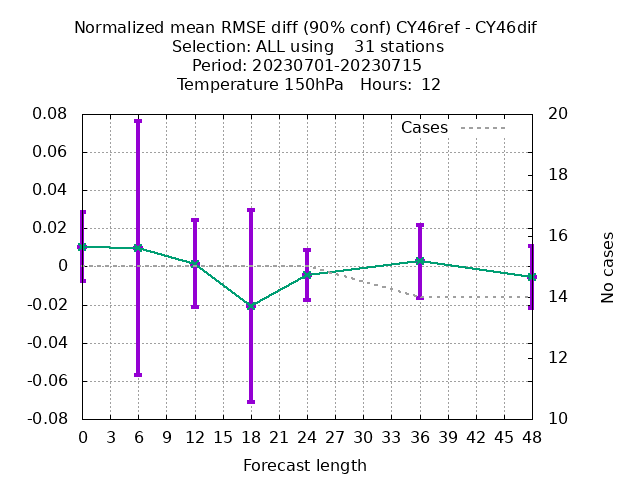 Normalized mean RMSE diff (90% conf) CY46ref - CY46dif
Selection: ALL using    31 stations
Period: 20230701-20230715
Temperature 150hPa   Hours:  12
Cases
0.08
0.06
0.04
0.02
0
-0.02
-0.04
-0.06
-0.08
20
18
16
14
12
10
No cases
0 3 6 9 12 15 18 21 24 27 30 33 36 39 42 45 48
Forecast length